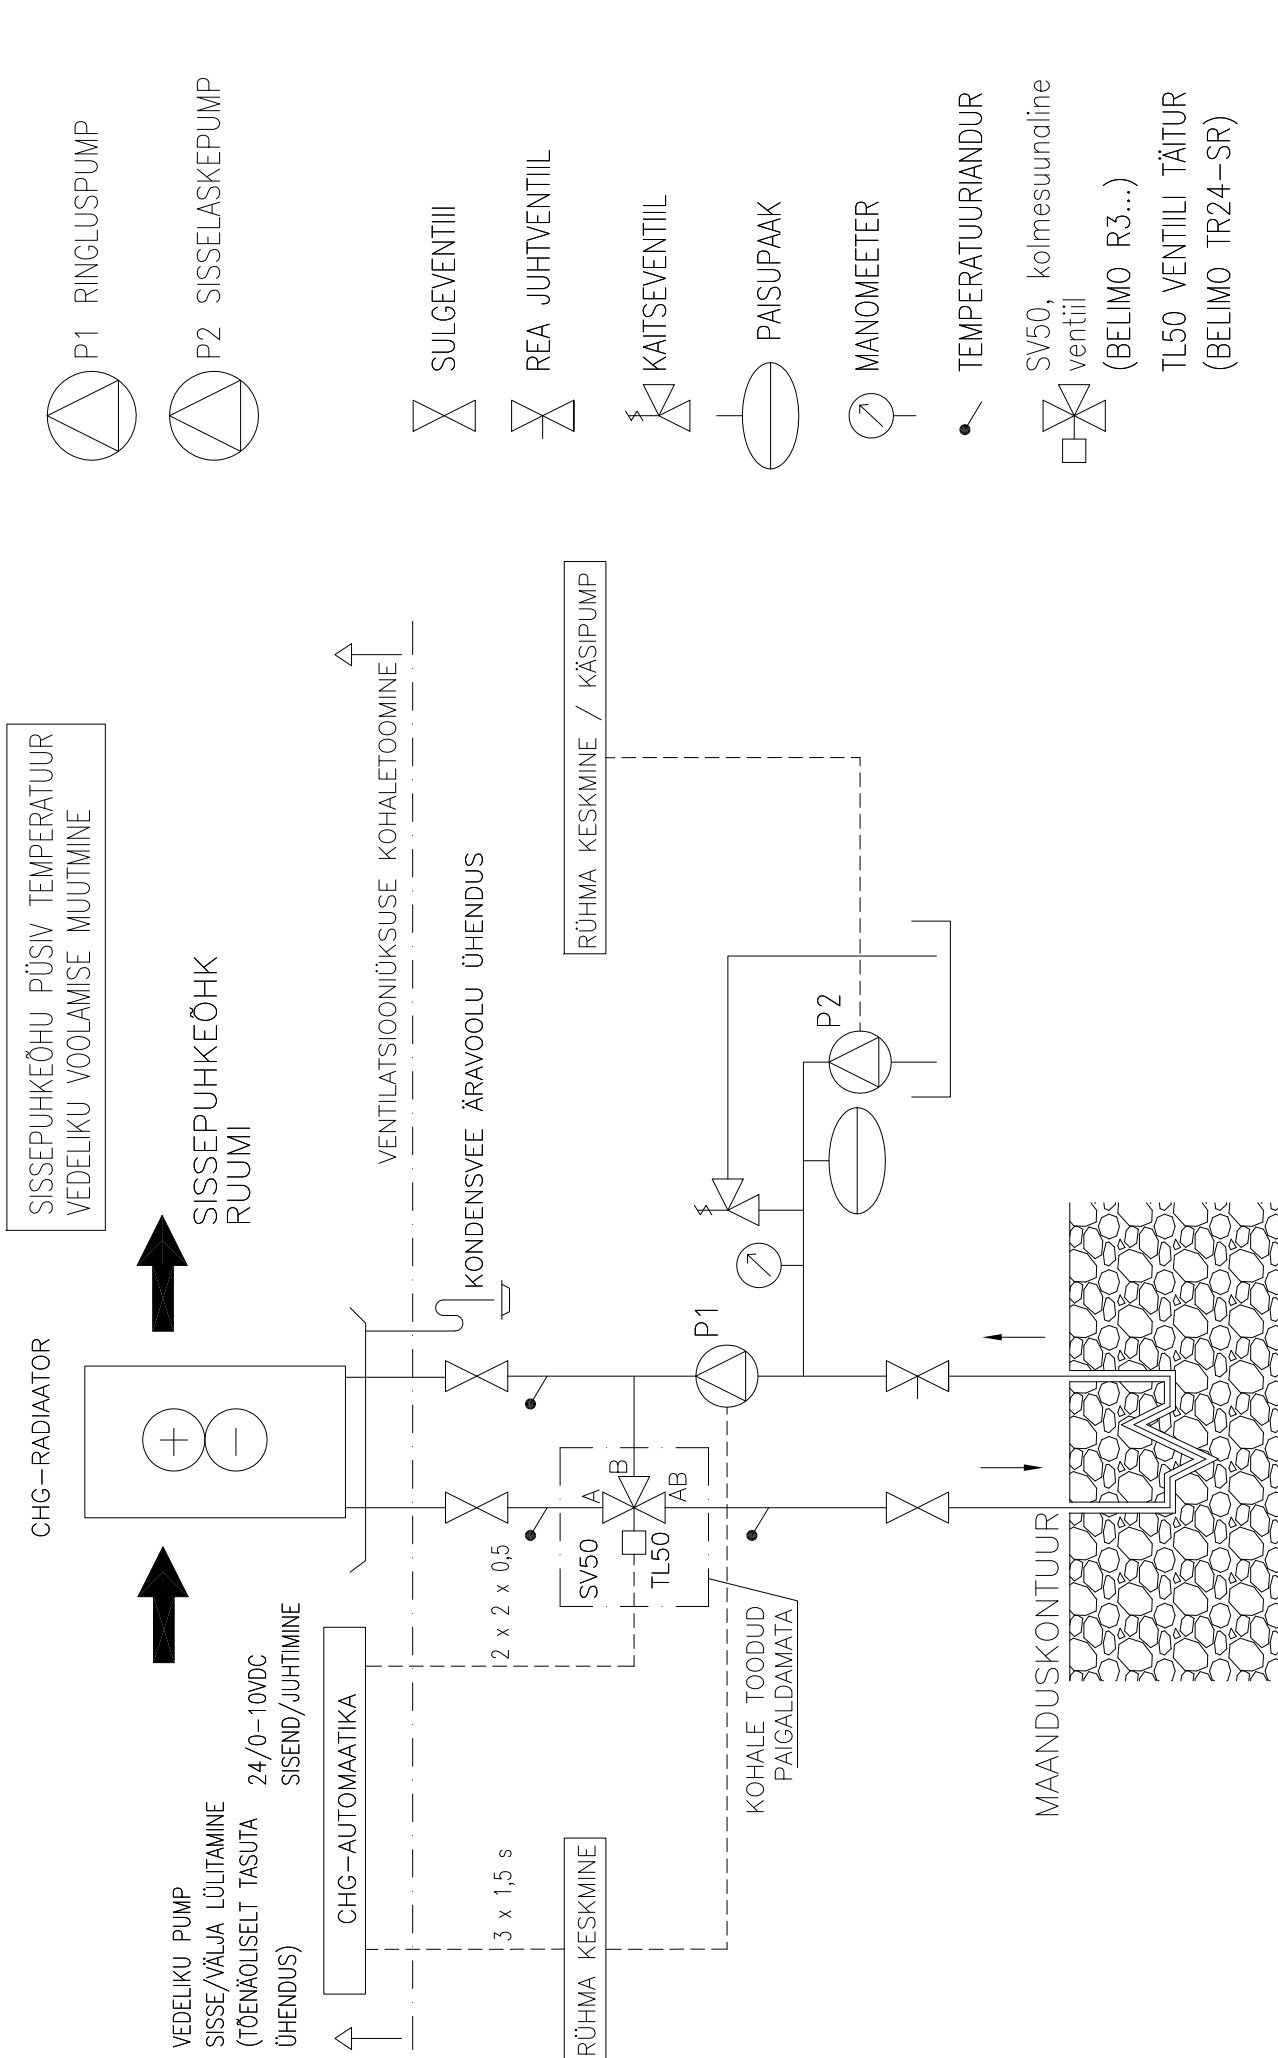 SISSEPUHKEÕHU PÜSIV TEMPERATUUR
VEDELIKU VOOLAMISE MUUTMINE
CHG-RADIAATOR
+
−
SISSEPUHKEÕHK
RUUMI
VEDELIKU PUMP
SISSE/VÄLJA LÜLITAMINE
(TÕENÄOLISELT TASUTA
ÜHENDUS)
24/0-10VDC
SISEND/JUHTIMINE
CHG-AUTOMAATIKA
VENTILATSIOONIÜKSUSE KOHALETOOMINE
KONDENSVEE ÄRAVOOLU ÜHENDUS
3 x 1,5 s
2 x 2 x 0,5
RÜHMA KESKMINE
RÜHMA KESKMINE / KÄSIPUMP
SV50
TL50
A
B
AB
P1
P2
KOHALE TOODUD
PAIGALDAMATA
MAANDUSKONTUUR
P1 RINGLUSPUMP
P2 SISSELASKEPUMP
SULGEVENTIII
REA JUHTVENTIIL
KAITSEVENTIIL
PAISUPAAK
MANOMEETER
TEMPERATUURIANDUR
SV50, kolmesuunaline
ventiil
(BELIMO R3...)
TL50 VENTIILI TÄITUR
(BELIMO TR24-SR)